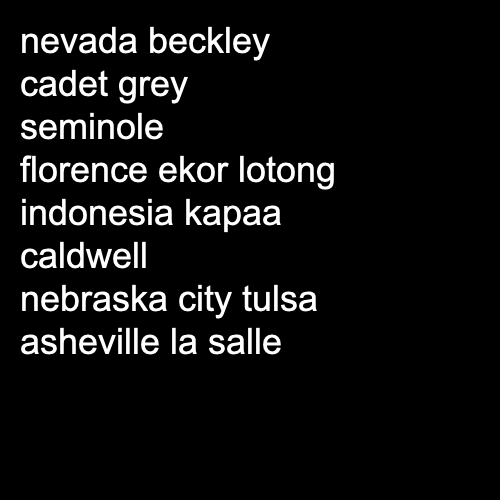 nevada beckley
cadet grey
seminole
florence ekor lotong
indonesia kapaa
caldwell
nebraska city tulsa
asheville la salle